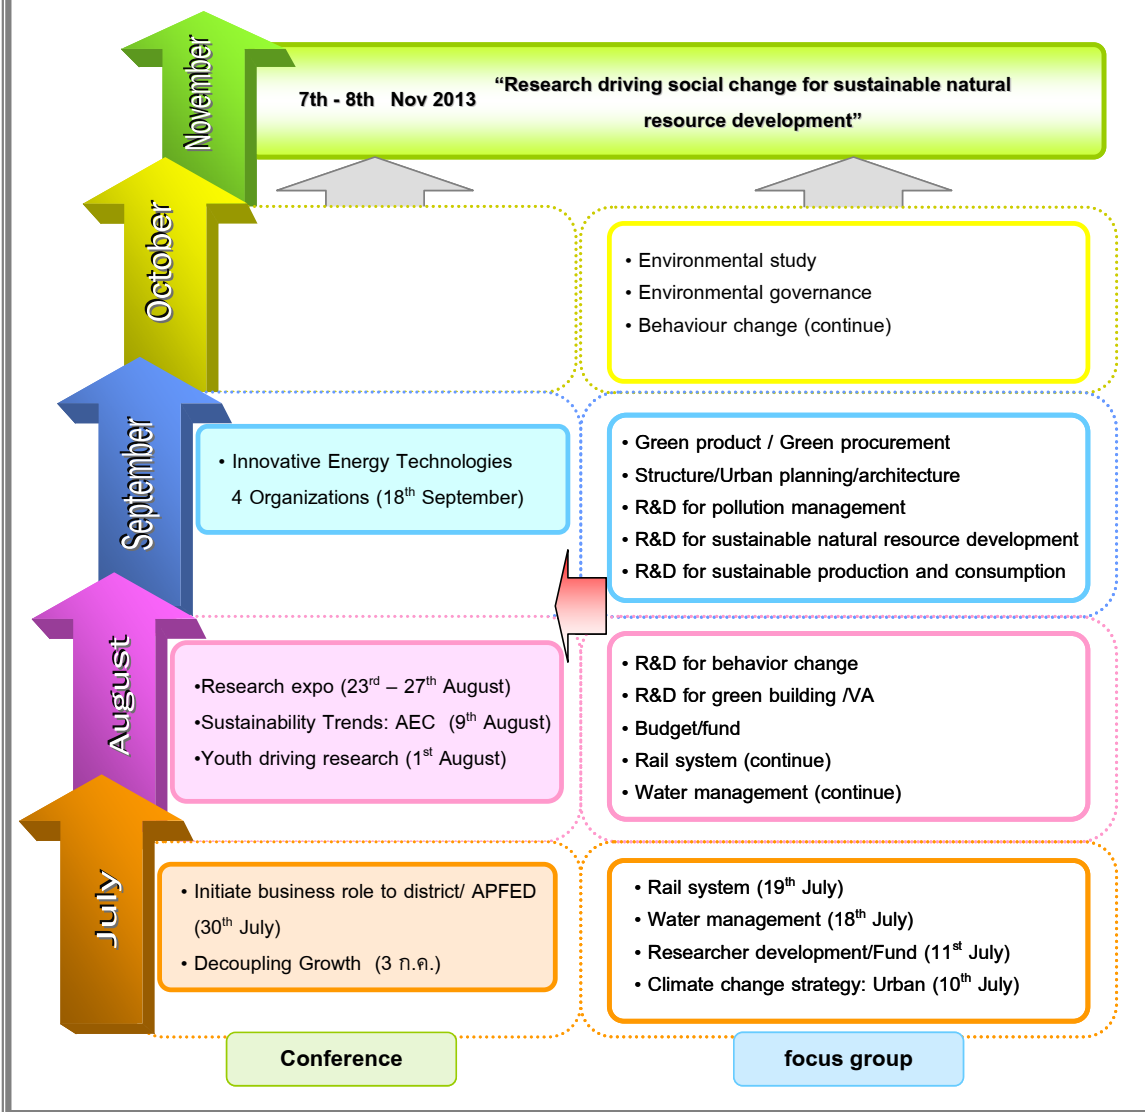 November
7th - 8th Nov 2013 “Research driving social change for sustainable natural
resource development”
October
• Environmental study
• Environmental governance
• Behaviour change (continue)
September
• Innovative Energy Technologies
4 Organizations (18th September)
• Green product / Green procurement
• Structure/Urban planning/architecture
• R&D for pollution management
• R&D for sustainable natural resource development
• R&D for sustainable production and consumption
August
•Research expo (23rd – 27th August)
•Sustainability Trends: AEC (9th August)
•Youth driving research (1st August)
• R&D for behavior change
• R&D for green building /VA
• Budget/fund
• Rail system (continue)
• Water management (continue)
July
• Initiate business role to district/ APFED
(30th July)
• Decoupling Growth (3 ก.ค.)
• Rail system (19th July)
• Water management (18th July)
• Researcher development/Fund (11st July)
• Climate change strategy: Urban (10th July)
Conference
focus group